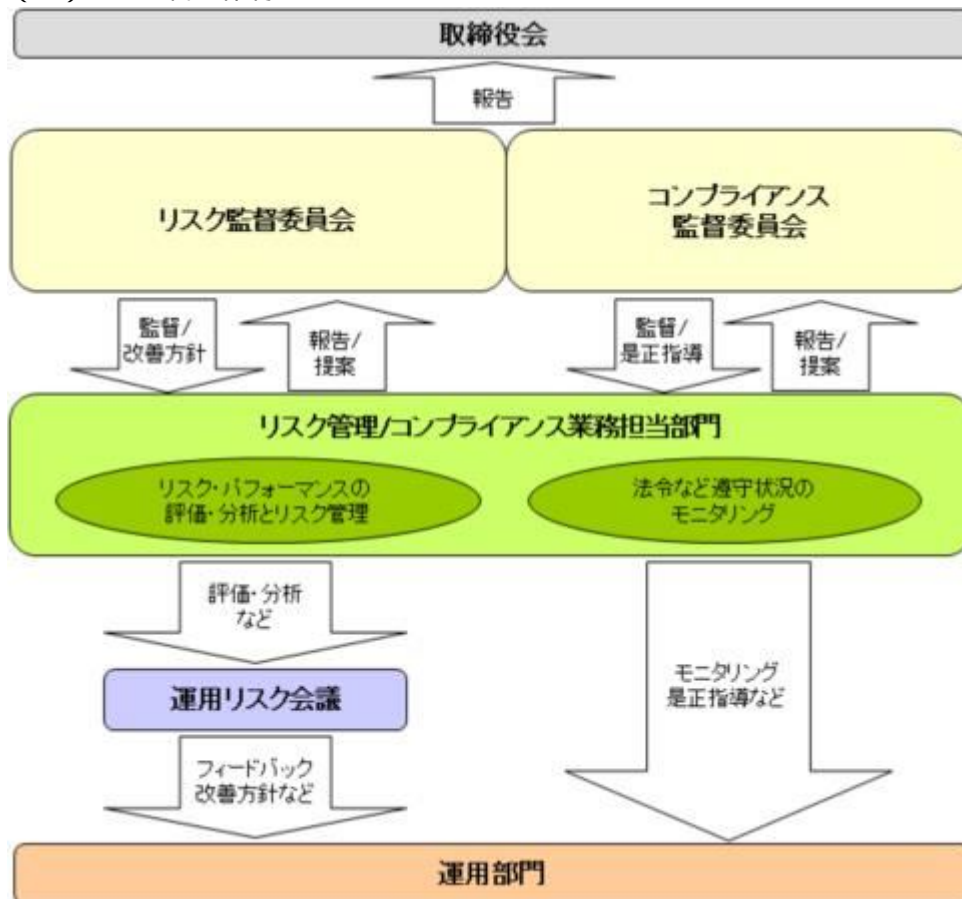 取締役会
報告
リスク監督委員会
コンプライアンス
監督委員会
監督/
改善方針
報告/
提案
監督/
是正指導
報告/
提案
リスク管理/コンプライアンス業務担当部門
リスク・パフォーマンスの
評価・分析とリスク管理
法令など遵守状況の
モニタリング
評価・分析
など
運用リスク会議
モニタリング
是正指導など
フィードバック
改善方針など
運用部門